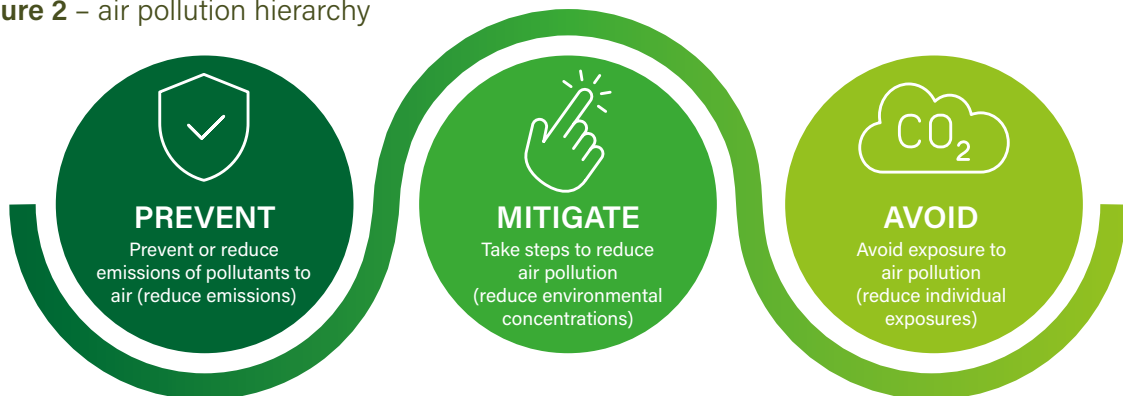 ure 2 – air pollution hierarchy
PREVENT
Prevent or reduce
emissions of pollutants to
air (reduce emissions)
MITIGATE
Take steps to reduce
air pollution
(reduce environmental
concentrations)
CO₂
AVOID
Avoid exposure to
air pollution
(reduce individual
exposures)